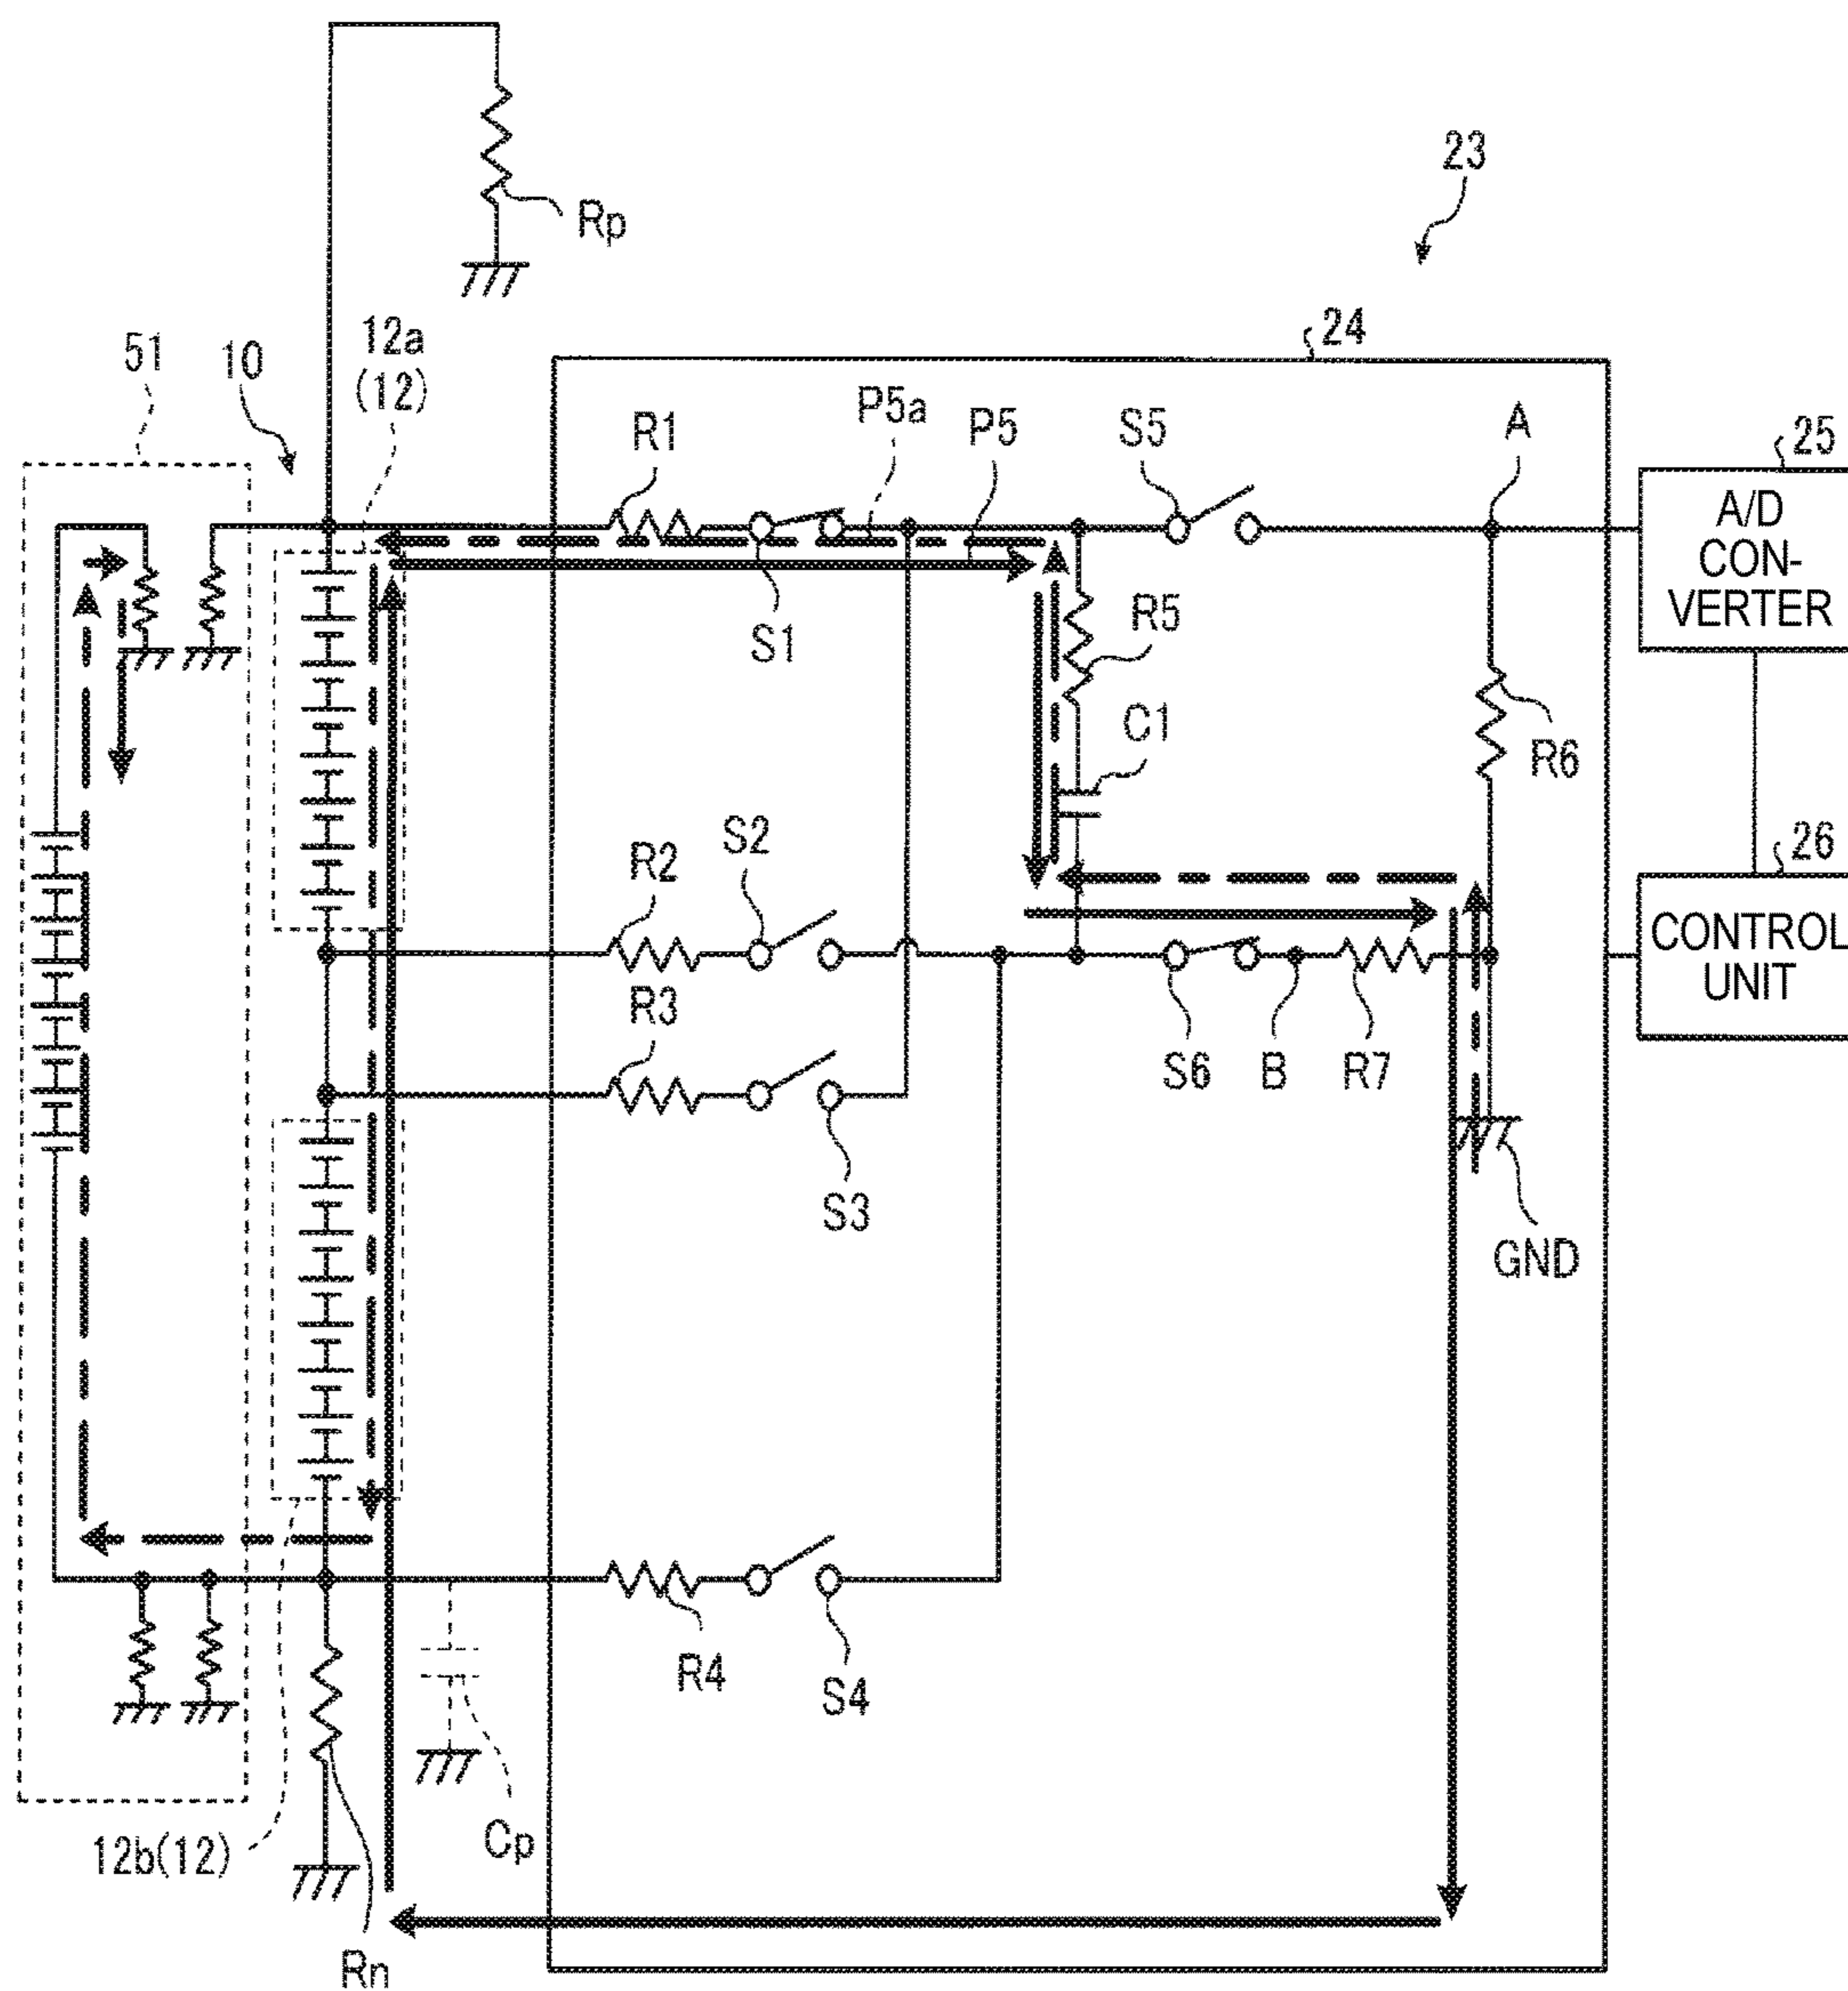 Rp
23
24
51
10
12a
(12)
P5a
P5
R1
S5
A
25
A/D
CON-
VERTER
S1
R5
C1
R6
R2
S2
26
CONTROL
UNIT
R3
S6
B
R7
S3
GND
R4
S4
12b(12)
Cp
Rn